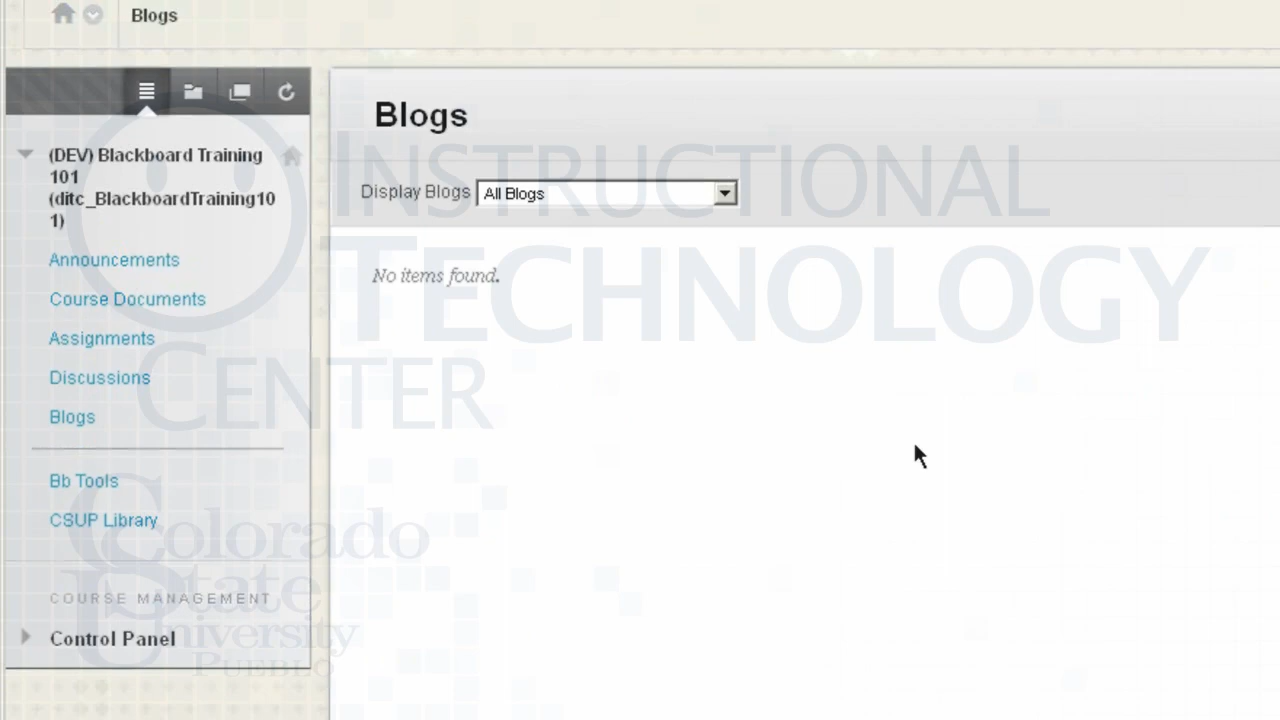 Blogs
(DEV) Blackboard Training
101
(ditc_BlackboardTraining10
1)
Announcements
Course Documents
Assignments
Discussions
Blogs
Bb Tools
CSUP Library
COURSE MANAGEMENT
Control Panel
Blogs
Display Blogs All Blogs
No items found.
INSTRUCTIONAL
TECHNOLOGY
CENTER
Colorado
State
University
PUEBLO